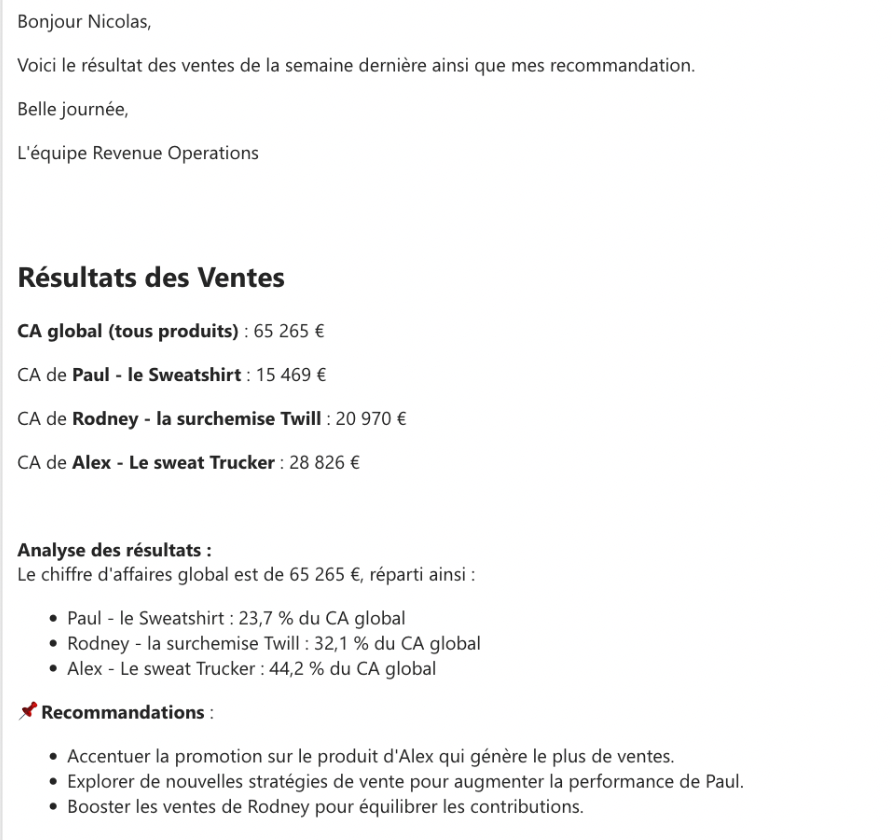 Bonjour Nicolas,
Voici le résultat des ventes de la semaine dernière ainsi que mes recommandation.
Belle journée,
L'équipe Revenue Operations
Résultats des Ventes
CA global (tous produits) : 65 265 €
CA de Paul - le Sweatshirt : 15 469 €
CA de Rodney - la surchemise Twill : 20 970 €
CA de Alex - Le sweat Trucker : 28 826 €
Analyse des résultats :
Le chiffre d'affaires global est de 65 265 €, réparti ainsi :
• Paul - le Sweatshirt : 23,7 % du CA global
• Rodney - la surchemise Twill : 32,1 % du CA global
• Alex - Le sweat Trucker : 44,2 % du CA global
📌 Recommandations :
• Accentuer la promotion sur le produit d'Alex qui génère le plus de ventes.
• Explorer de nouvelles stratégies de vente pour augmenter la performance de Paul.
• Booster les ventes de Rodney pour équilibrer les contributions.